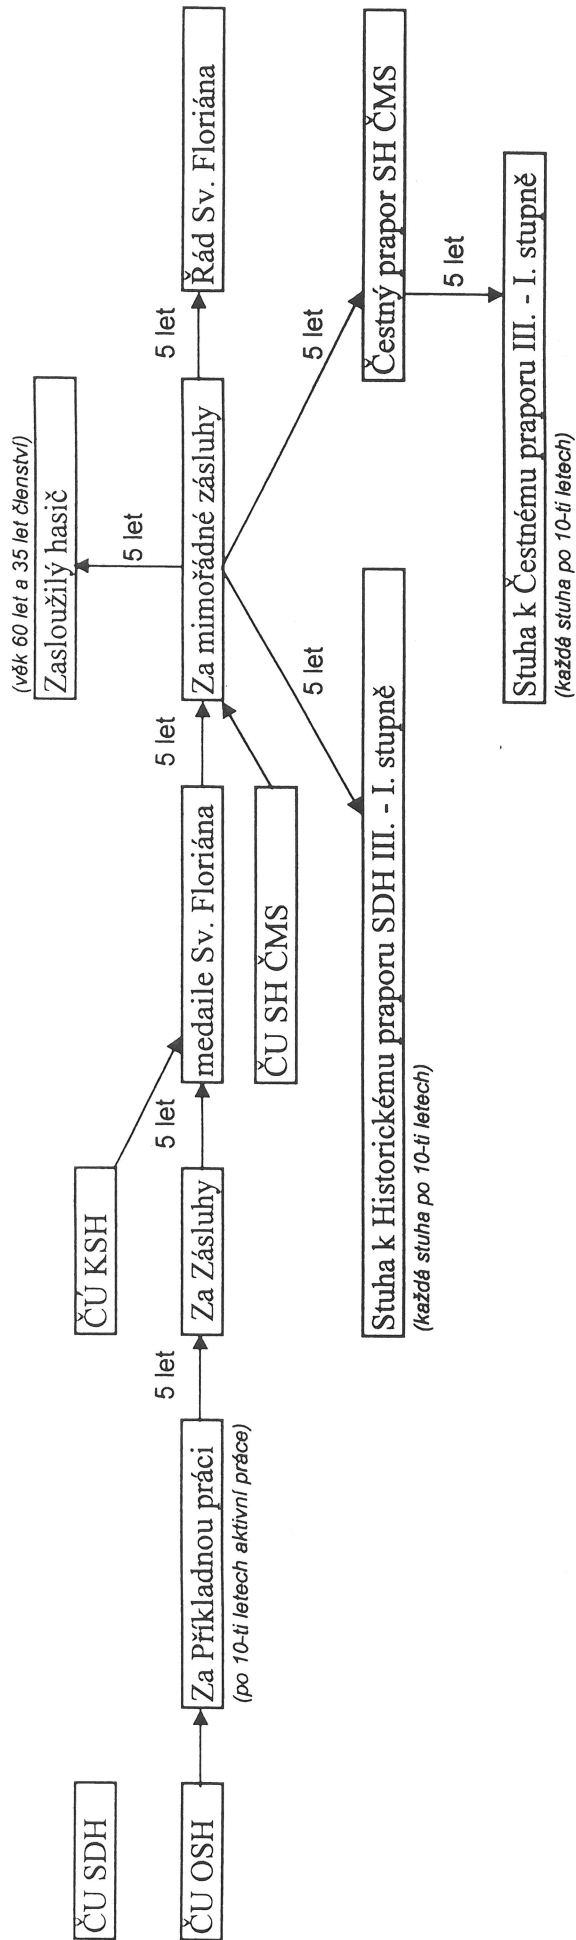 ČU SDH
ČU OSH
Za Příkladnou práci
(po 10-ti letech aktivní práce)
5 let
ČÚ KSH
Za Zásluhy
5 let
medaile Sv. Floriána
ČU SH ČMS
5 let
(věk 60 let a 35 let členství)
Zasloužilý hasič
5 let
Za mimořádné zásluhy
5 let
Řád Sv. Floriána
5 let
Stuha k Historickému praporu SDH III. - I. stupně
(každá stuha po 10-ti letech)
5 let
Čestný prapor SH ČMS
5 let
Stuha k Čestnému praporu III. - I. stupně
(každá stuha po 10-ti letech)